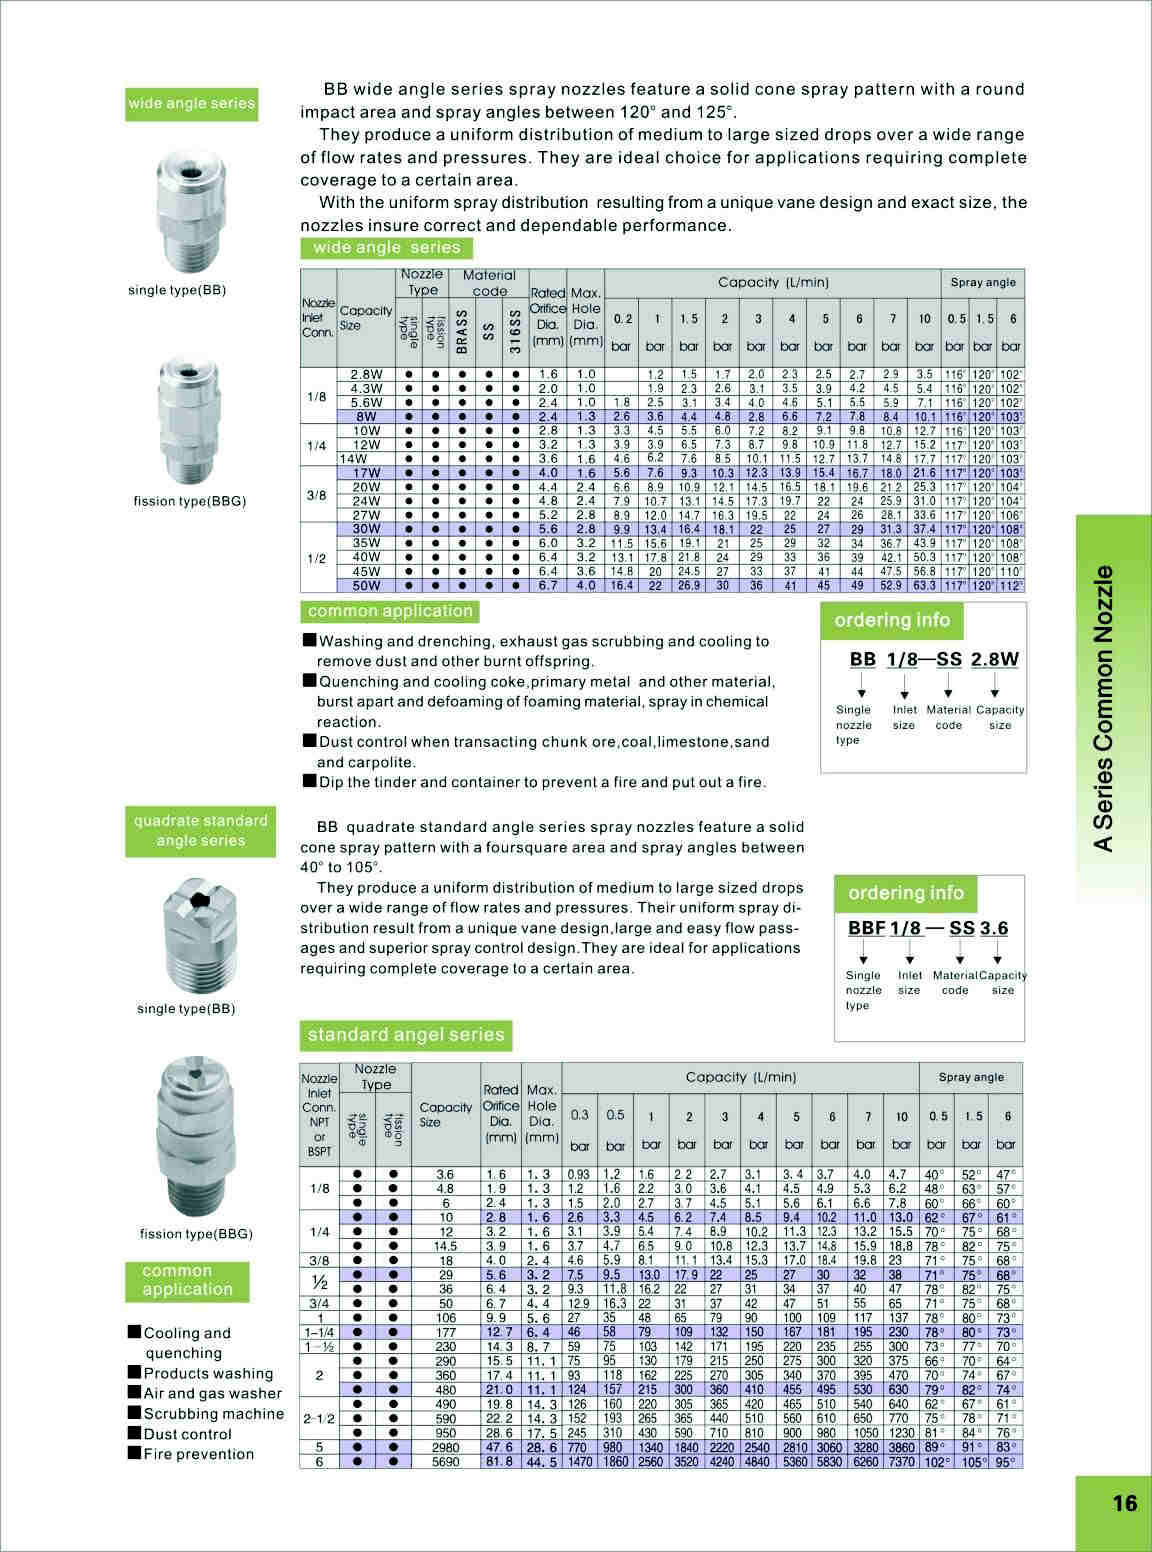 wide angle series
single type(BB)
fission type(BBG)
BB wide angle series spray nozzles feature a solid cone spray pattern with a round
impact area and spray angles between 120° and 125°.
They produce a uniform distribution of medium to large sized drops over a wide range
of flow rates and pressures. They are ideal choice for applications requiring complete
coverage to a certain area.
With the uniform spray distribution resulting from a unique vane design and exact size, the
nozzles insure correct and dependable performance.
wide angle series
Nozzle Inlet Conn. Capacity Size Nozzle Type Material code Rated Orifice Dia. (mm) Max. Hole Dia. (mm) Capacity (L/min) Spray angle
single type fission type BRASS SS 316SS 0.2 bar 1 bar 1.5 bar 2 bar 3 bar 4 bar 5 bar 6 bar 7 bar 10 bar 0.5 bar 1.5 bar 6 bar
1/8
2.8W ● ● ● ● ● 1.6 1.0 1.2 1.5 1.7 2.0 2.3 2.5 2.7 2.9 3.5 116° 120° 102°
4.3W ● ● ● ● ● 2.0 1.0 1.9 2.3 2.6 3.1 3.5 3.9 4.2 4.5 5.4 116° 120° 102°
5.6W ● ● ● ● ● 2.4 1.0 1.8 2.5 3.1 3.4 4.0 4.6 5.1 5.5 5.9 7.1 116° 120° 102°
8W ● ● ● ● ● 2.4 1.3 2.6 3.6 4.4 4.8 2.8 6.6 7.2 7.8 8.4 10.1 116° 120° 103°
1/4
10W ● ● ● ● ● 2.8 1.3 3.3 4.5 5.5 6.0 7.2 8.2 9.1 9.8 10.8 12.7 116° 120° 103°
12W ● ● ● ● ● 3.2 1.3 3.9 3.9 6.5 7.3 8.7 9.8 10.9 11.8 12.7 15.2 117° 120° 103°
14W ● ● ● ● ● 3.6 1.6 4.6 6.2 7.6 8.5 10.1 11.5 12.7 13.7 14.8 17.7 117° 120° 103°
3/8
17W ● ● ● ● ● 4.0 1.6 5.6 7.6 9.3 10.3 12.3 13.9 15.4 16.7 18.0 21.6 117° 120° 103°
20W ● ● ● ● ● 4.4 2.4 6.6 8.9 10.9 12.1 14.5 16.5 18.1 19.6 21.2 25.3 117° 120° 104°
24W ● ● ● ● ● 4.8 2.4 7.9 10.7 13.1 14.5 17.3 19.7 22 24 25.9 31.0 117° 120° 104°
27W ● ● ● ● ● 5.2 2.8 8.9 12.0 14.7 16.3 19.5 22 24 26 28.1 33.6 117° 120° 106°
1/2
30W ● ● ● ● ● 5.6 2.8 9.9 13.4 16.4 18.1 22 25 27 29 31.3 37.4 117° 120° 108°
35W ● ● ● ● ● 6.0 3.2 11.5 15.6 19.1 21 25 29 32 34 36.7 43.9 117° 120° 108°
40W ● ● ● ● ● 6.4 3.2 13.1 17.8 21.8 24 29 33 36 39 42.1 50.3 117° 120° 108°
45W ● ● ● ● ● 6.4 3.6 14.8 20 24.5 27 33 37 41 44 47.5 56.8 117° 120° 110°
50W ● ● ● ● ● 6.7 4.0 16.4 22 26.9 30 36 41 45 49 52.9 63.3 117° 120° 112°
common application
■Washing and drenching, exhaust gas scrubbing and cooling to
remove dust and other burnt offspring.
■Quenching and cooling coke,primary metal and other material,
burst apart and defoaming of foaming material, spray in chemical
reaction.
■Dust control when transacting chunk ore,coal,limestone,sand
and carpolite.
■Dip the tinder and container to prevent a fire and put out a fire.
ordering info
BB 1/8—SS 2.8W
Single nozzle type Inlet size Material code Capacity size
A Series Common Nozzle
quadrate standard
angle series
single type(BB)
fission type(BBG)
BB quadrate standard angle series spray nozzles feature a solid
cone spray pattern with a foursquare area and spray angles between
40° to 105°.
They produce a uniform distribution of medium to large sized drops
over a wide range of flow rates and pressures. Their uniform spray di-
stribution result from a unique vane design,large and easy flow pass-
ages and superior spray control design.They are ideal for applications
requiring complete coverage to a certain area.
ordering info
BBF 1/8 — SS 3.6
Single nozzle type Inlet size Material code Capacity size
standard angel series
Nozzle Inlet Conn. NPT or BSPT Nozzle Type Capacity Size Rated Orifice Dia. (mm) Max. Hole Dia. (mm) Capacity (L/min) Spray angle
single type fission type 0.3 bar 0.5 bar 1 bar 2 bar 3 bar 4 bar 5 bar 6 bar 7 bar 10 bar 0.5 bar 1.5 bar 6 bar
1/8
● ● 3.6 1.6 1.3 0.93 1.2 1.6 2.2 2.7 3.1 3.4 3.7 4.0 4.7 40° 52° 47°
● ● 4.8 1.9 1.3 1.2 1.6 2.2 3.0 3.6 4.1 4.5 4.9 5.3 6.2 48° 63° 57°
● ● 6 2.4 1.3 1.5 2.0 2.7 3.7 4.5 5.1 5.6 6.1 6.6 7.8 60° 66° 60°
1/4
● ● 10 2.8 1.6 2.6 3.3 4.5 6.2 7.4 8.5 9.4 10.2 11.0 13.0 62° 67° 61°
● ● 12 3.2 1.6 3.1 3.9 5.4 7.4 8.9 10.2 11.3 12.3 13.2 15.5 70° 75° 68°
● ● 14.5 3.9 1.6 3.7 4.7 6.5 9.0 10.8 12.3 13.7 14.8 15.9 18.8 78° 82° 75°
3/8 ● ● 18 4.0 2.4 4.6 5.9 8.1 11.1 13.4 15.3 17.0 18.4 19.8 23 71° 75° 68°
½
● ● 29 5.6 3.2 7.5 9.5 13.0 17.9 22 25 27 30 32 38 71° 75° 68°
● ● 36 6.4 3.2 9.3 11.8 16.2 22 27 31 34 37 40 47 78° 82° 75°
3/4 ● ● 50 6.7 4.4 12.9 16.3 22 31 37 42 47 51 55 65 71° 75° 68°
1 ● ● 106 9.9 5.6 27 35 48 65 79 90 100 109 117 137 78° 80° 73°
1-1/4 ● ● 177 12.7 6.4 46 58 79 109 132 150 167 181 195 230 78° 80° 73°
1-½ ● ● 230 14.3 8.7 59 75 103 142 171 195 220 235 255 300 73° 77° 70°
2
● ● 290 15.5 11.1 75 95 130 179 215 250 275 300 320 375 66° 70° 64°
● ● 360 17.4 11.1 93 118 162 225 270 305 340 370 395 470 70° 74° 67°
● ● 480 21.0 11.1 124 157 215 300 360 410 455 495 530 630 79° 82° 74°
2-1/2
● ● 490 19.8 14.3 126 160 220 305 365 420 465 510 540 640 62° 67° 61°
● ● 590 22.2 14.3 152 193 265 365 440 510 560 610 650 770 75° 78° 71°
● ● 950 28.6 17.5 245 310 430 590 710 810 900 980 1050 1230 81° 84° 76°
5 ● ● 2980 47.6 28.6 770 980 1340 1840 2220 2540 2810 3060 3280 3860 89° 91° 83°
6 ● ● 5690 81.8 44.5 1470 1860 2560 3520 4240 4840 5360 5830 6260 7370 102° 105° 95°
common
application
■Cooling and
quenching
■Products washing
■Air and gas washer
■Scrubbing machine
■Dust control
■Fire prevention
16